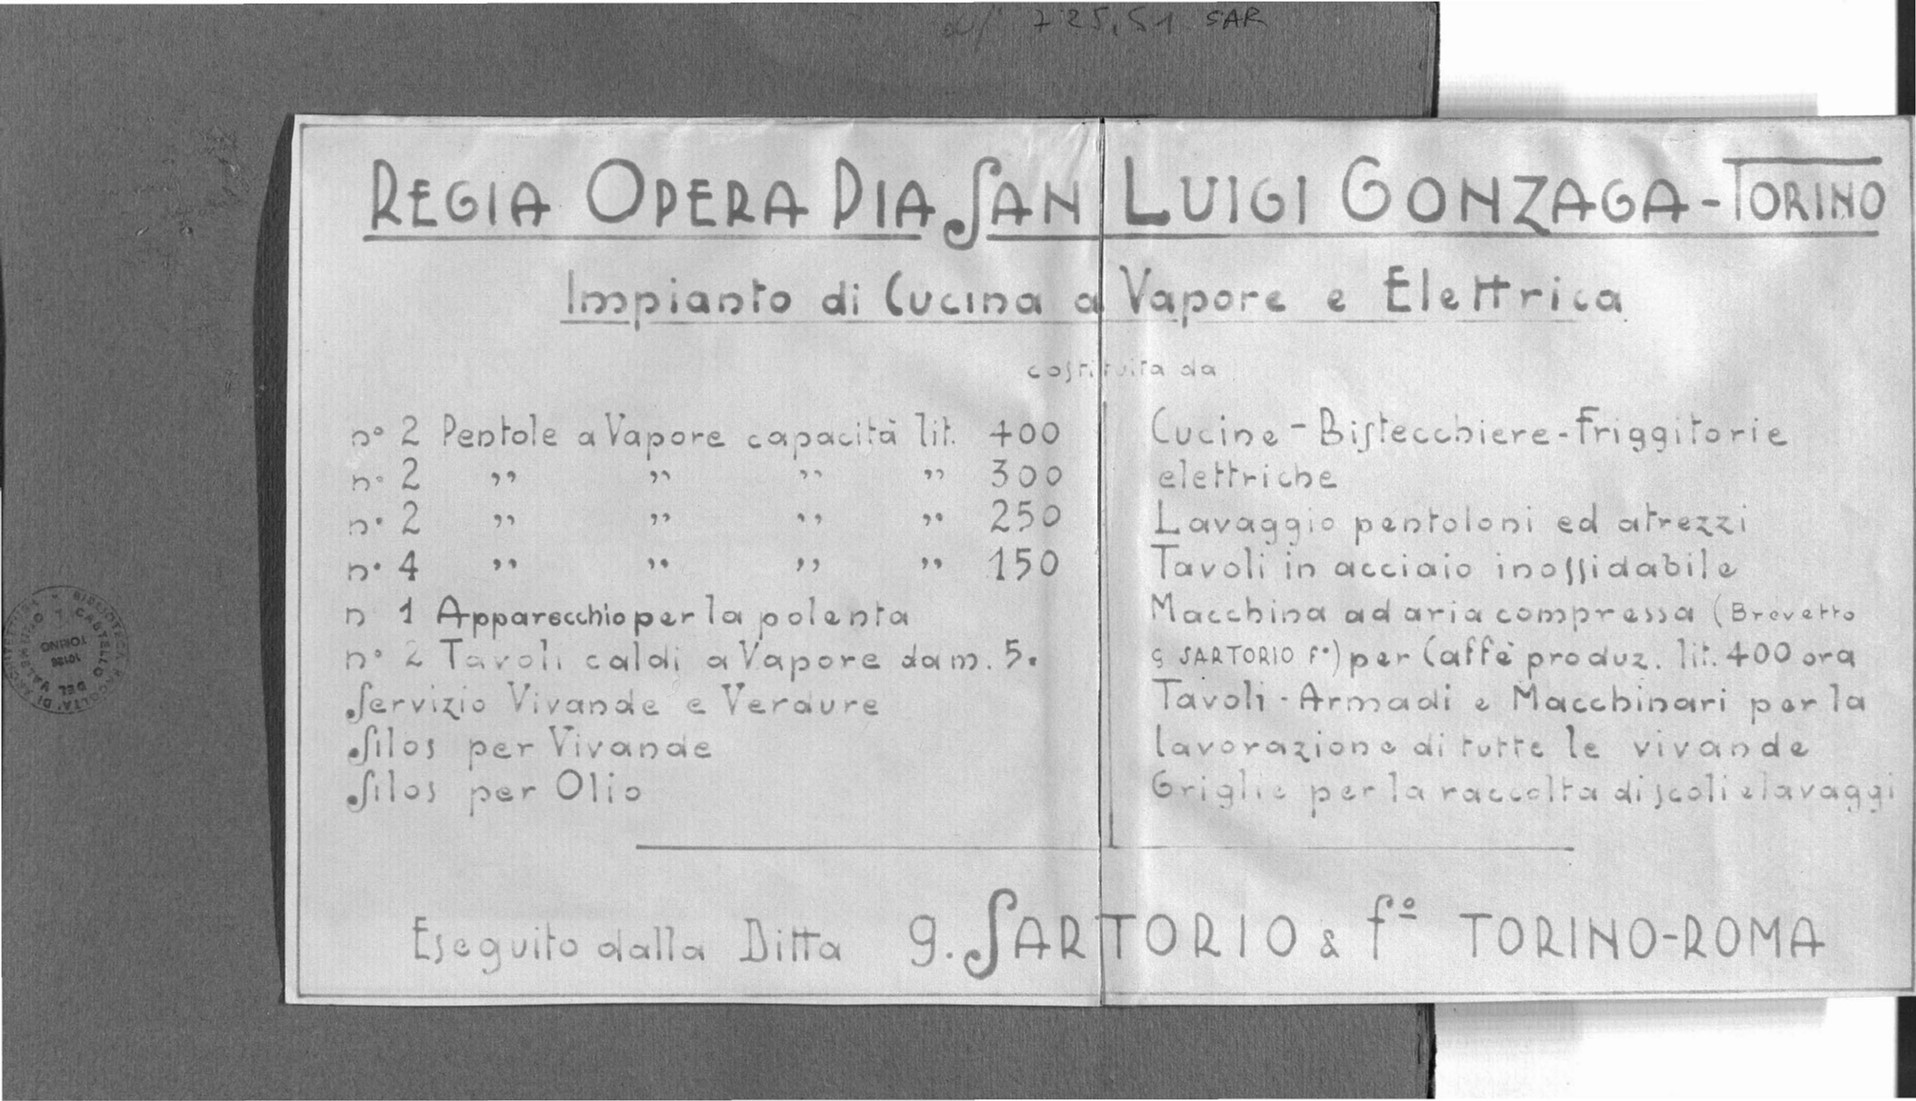 725,51 SAR
REGIA OPERA PIA SAN LUIGI GONZAGA-TORINO
Impianto di Cucina a Vapore e Elettrica
costituita da
n° 2 Pentole a Vapore capacità lit. 400
n° 2 " " " " 300
n° 2 " " " " 250
n° 4 " " " " 150
n 1 Apparecchio per la polenta
n° 2 Tavoli caldi a Vapore da m. 5.
Servizio Vivande e Verdure
Silos per Vivande
Silos per Olio
Cucine - Bistecchiere - Friggitorie
elettriche
Lavaggio pentoloni ed atrezzi
Tavoli in acciaio inossidabile
Macchina ad aria compressa (Brevetto
g SARTORIO F°) per Caffè produz. lit. 400 ora
Tavoli - Armadi e Macchinari per la
lavorazione di tutte le vivande
Griglie per la raccolta di scoli e lavaggi
Eseguito dalla Ditta g. SARTORIO & f° TORINO-ROMA